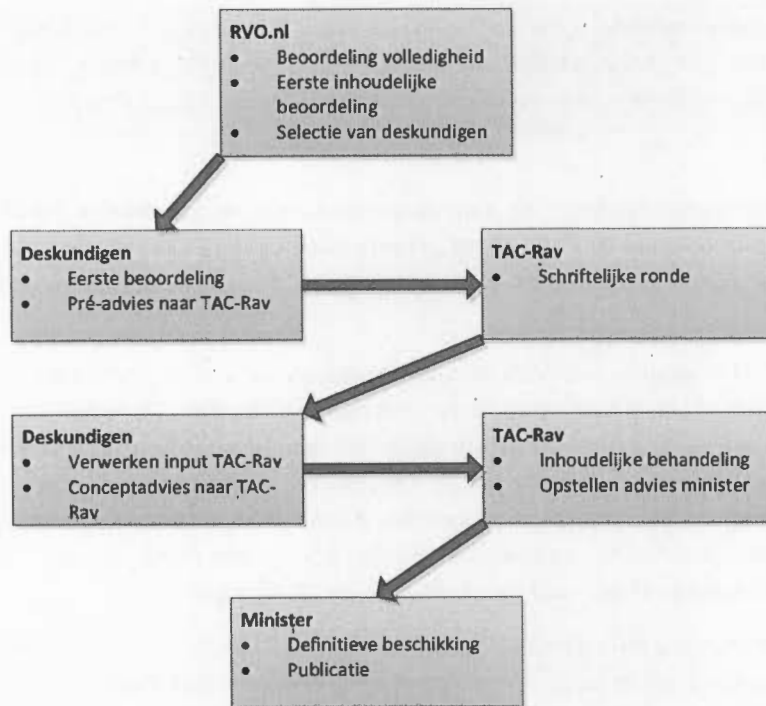 RVO.nl
• Beoordeling volledigheid
• Eerste inhoudelijke
beoordeling
• Selectie van deskundigen
Deskundigen
• Eerste beoordeling
• Pré-advies naar TAC-Rav
TAC-Rav
• Schriftelijke ronde
Deskundigen
• Verwerken input TAC-Rav
• Conceptadvies naar TAC-
Rav
TAC-Rav
• Inhoudelijke behandeling
• Opstellen advies minister
Minister
• Definitieve beschikking
• Publicatie